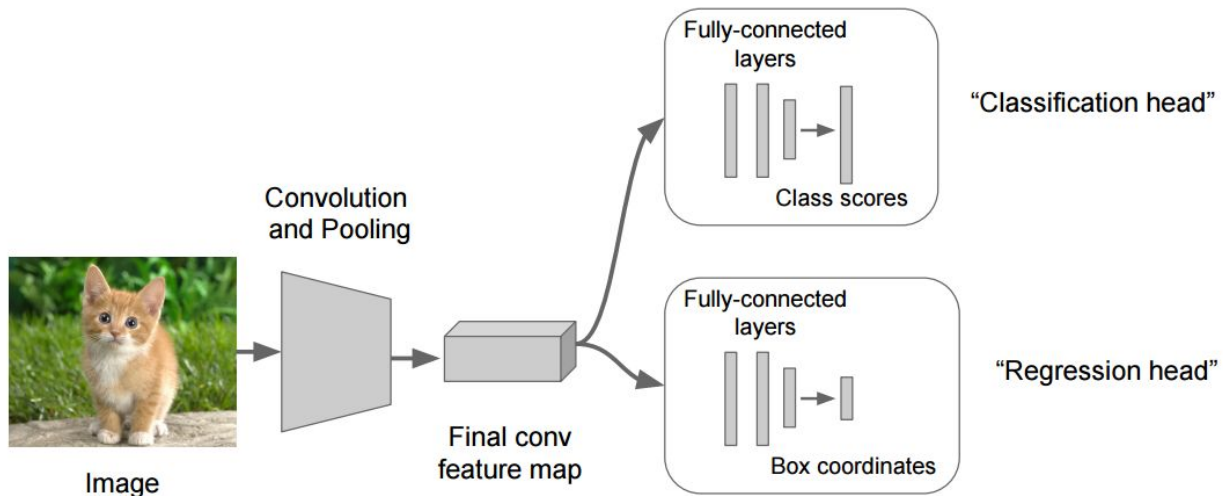 Fully-connected
layers
Class scores
“Classification head”
Convolution
and Pooling
Image
Final conv
feature map
Fully-connected
layers
Box coordinates
“Regression head”